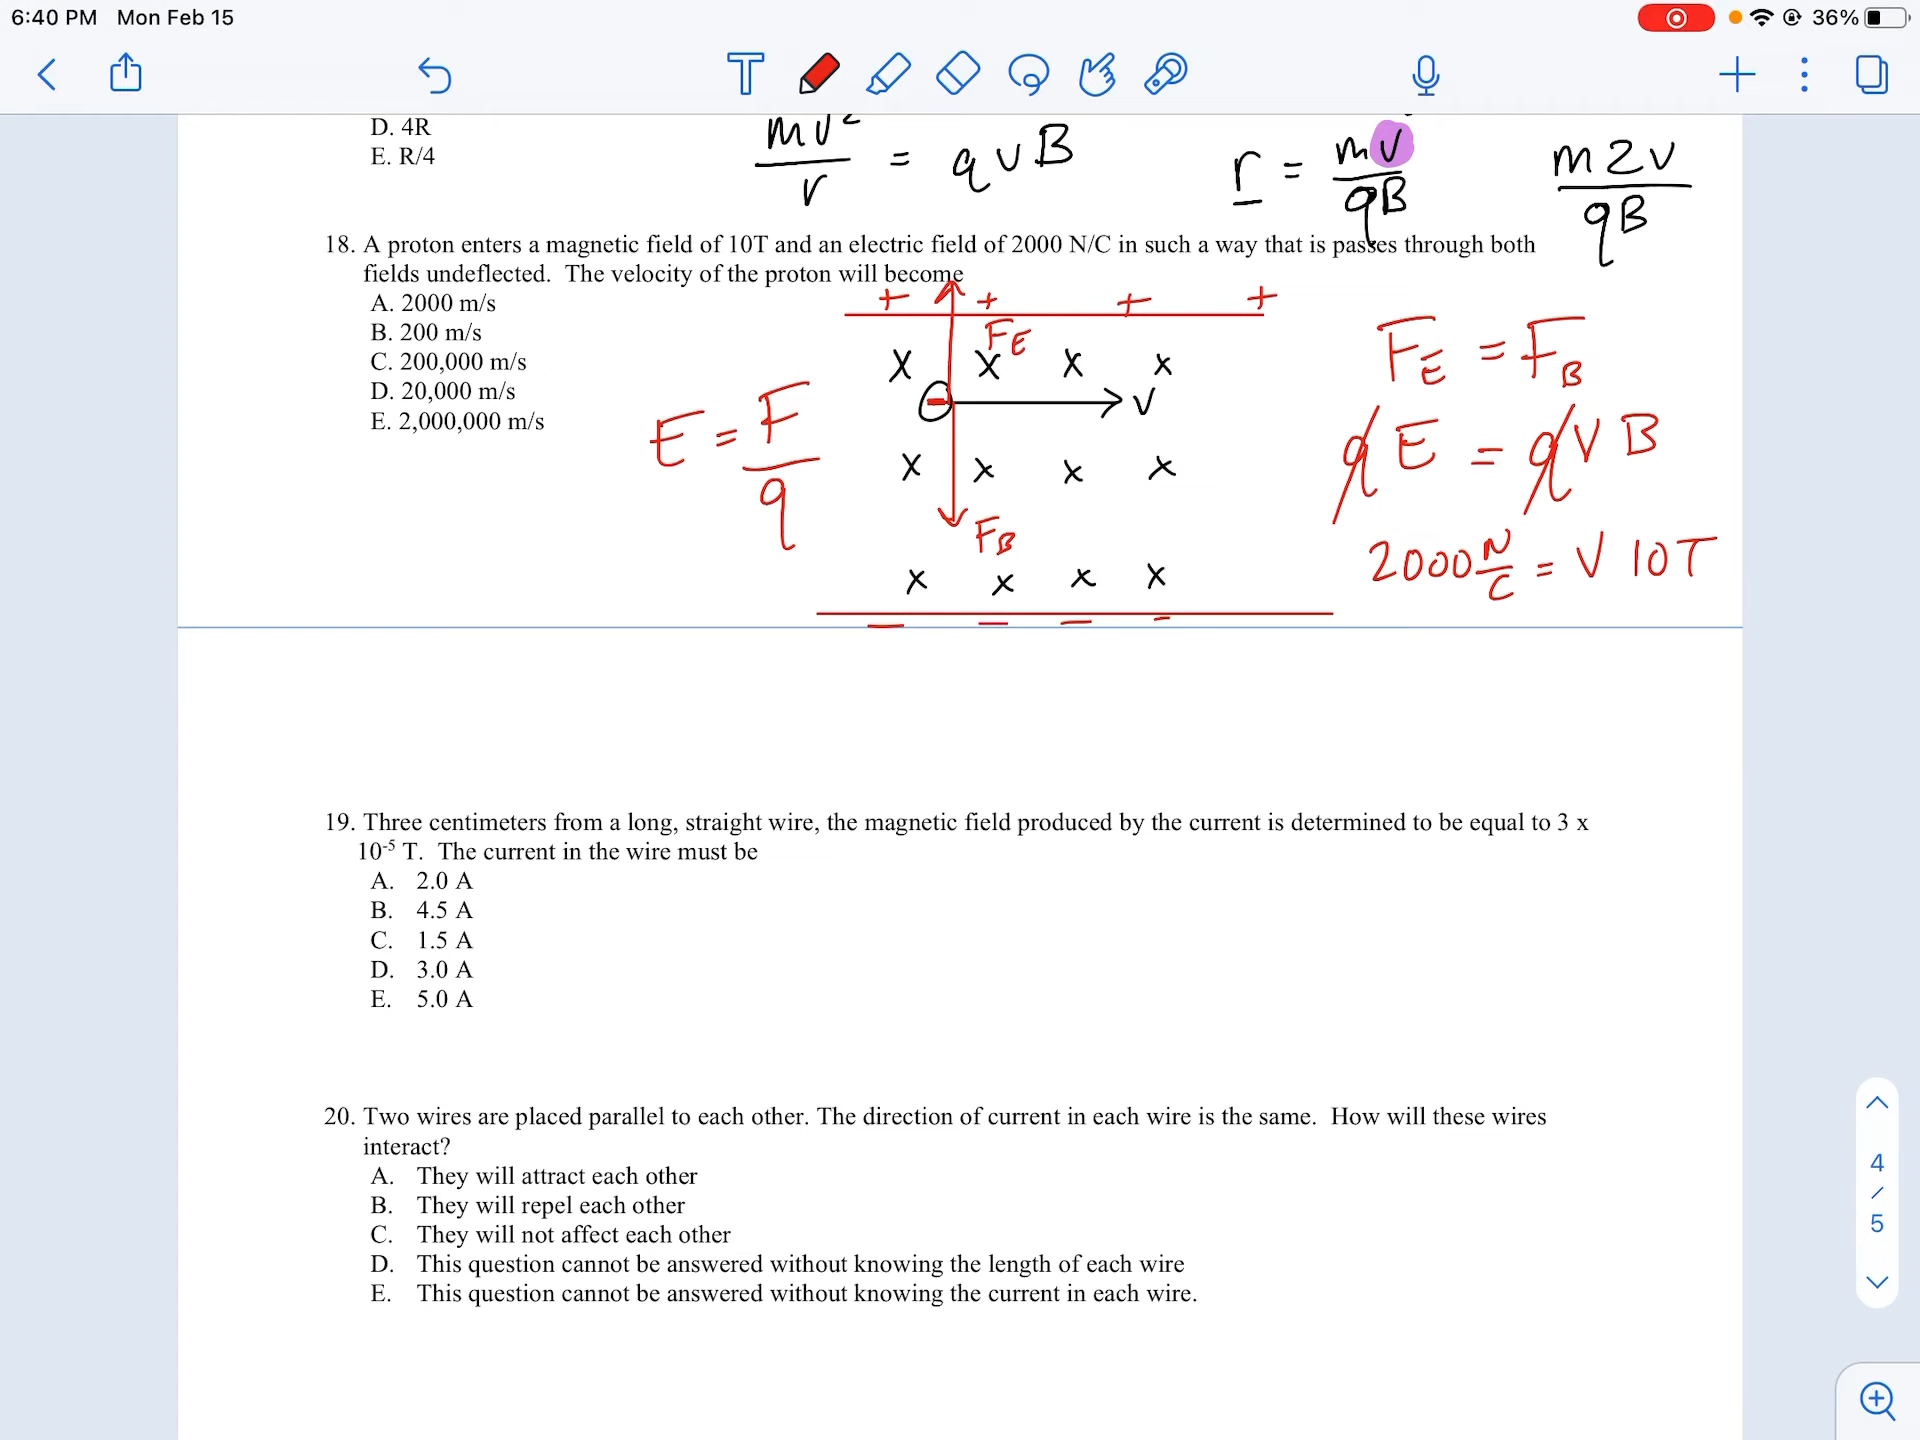 6:40 PM Mon Feb 15
36%
T
D. 4R
E. R/4
mv² / r = qvB
r = mv / qB
m2v / qB
18. A proton enters a magnetic field of 10T and an electric field of 2000 N/C in such a way that is passes through both
fields undeflected. The velocity of the proton will become
A. 2000 m/s
B. 200 m/s
C. 200,000 m/s
D. 20,000 m/s
E. 2,000,000 m/s
+ + + +
FE
x x x x
- v
x x x x
FB
x x x x
- - - -
E = F / q
FE = FB
qE = qvB
2000 N/C = V 10T
19. Three centimeters from a long, straight wire, the magnetic field produced by the current is determined to be equal to 3 x
10⁻⁵ T. The current in the wire must be
A. 2.0 A
B. 4.5 A
C. 1.5 A
D. 3.0 A
E. 5.0 A
20. Two wires are placed parallel to each other. The direction of current in each wire is the same. How will these wires
interact?
A. They will attract each other
B. They will repel each other
C. They will not affect each other
D. This question cannot be answered without knowing the length of each wire
E. This question cannot be answered without knowing the current in each wire.
4
/
5